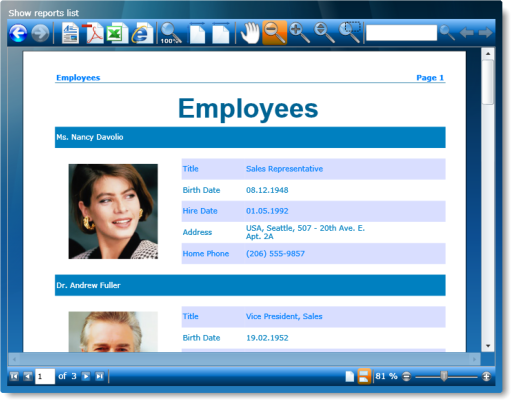 Show reports list
100%
Employees Page 1
Employees
Ms. Nancy Davolio
Title Sales Representative
Birth Date 08.12.1948
Hire Date 01.05.1992
Address USA, Seattle, 507 - 20th Ave. E.
Apt. 2A
Home Phone (206) 555-9857
Dr. Andrew Fuller
Title Vice President, Sales
Birth Date 19.02.1952
1 of 3 81 %